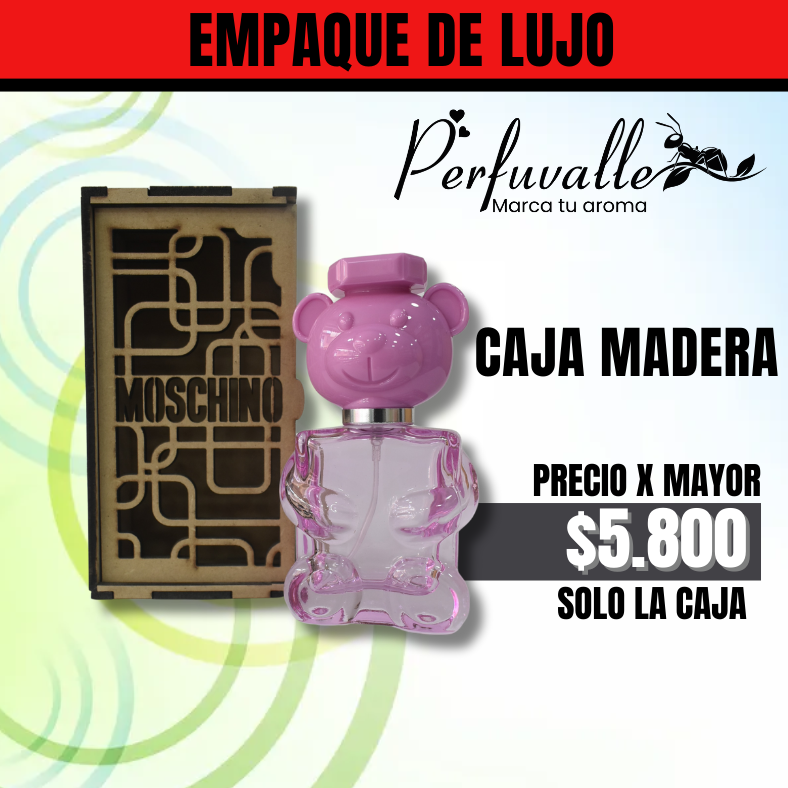 EMPAQUE DE LUJO
Perfuvalle
Marca tu aroma
MOSCHINO
CAJA MADERA
PRECIO X MAYOR
$5.800
SOLO LA CAJA